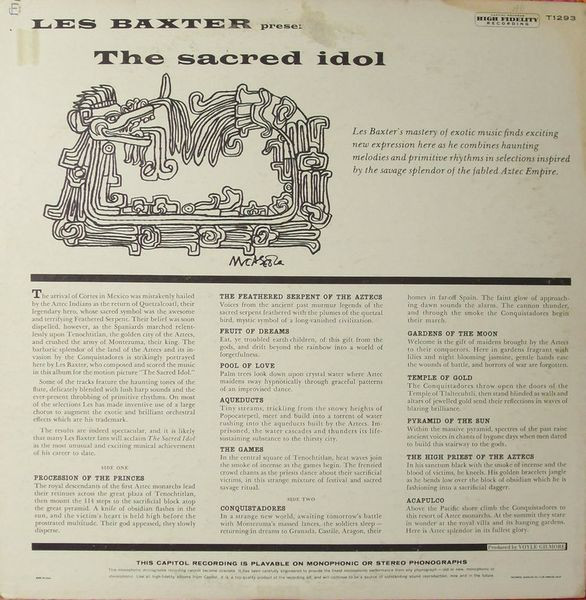 LES BAXTER presents
HIGH FIDELITY
RECORDING
T1293
The sacred idol
Les Baxter's mastery of exotic music finds exciting
new expression here as he combines haunting
melodies and primitive rhythms in selections inspired
by the savage splendor of the fabled Aztec Empire.
The arrival of Cortes in Mexico was mistakenly hailed
by the Aztec Indians as the return of Quetzalcoatl, their
legendary hero, whose sacred symbol was the awesome
and terrifying Feathered Serpent. Their belief was soon
dispelled, however, as the Spaniards marched relent-
lessly upon Tenochtitlan, the golden city of the Aztecs,
and crushed the army of Montezuma, their king. The
barbaric splendor of the land of the Aztecs and its in-
vasion by the Conquistadors is strikingly portrayed
here by Les Baxter, who composed and scored the music
in this album for the motion picture "The Sacred Idol."
Some of the tracks feature the haunting tones of the
flute, delicately blended with lush harp sounds and the
ever-present throbbing of primitive rhythms. On most
of the selections Les has made inventive use of a large
chorus to augment the exotic and brilliant orchestral
effects which are his trademark.
The results are indeed spectacular, and it is likely
that many Les Baxter fans will acclaim The Sacred Idol
as the most unusual and exciting musical achievement
of his career to date.
SIDE ONE
PROCESSION OF THE PRINCES
The royal descendants of the first Aztec monarchs lead
their retinues across the great plaza of Tenochtitlan,
then mount the 114 steps to the sacrificial block atop
the great pyramid. A knife of obsidian flashes in the
sun, and the victim's heart is held high before the
prostrated multitude. Their god appeased, they slowly
disperse.
THE FEATHERED SERPENT OF THE AZTECS
Voices from the ancient past murmur legends of the
sacred serpent feathered with the plumes of the quetzal
bird, mystic symbol of a long-vanished civilization.
FRUIT OF DREAMS
Eat, ye troubled earth-children, of this gift from the
gods, and drift beyond the rainbow into a world of
forgetfulness.
POOL OF LOVE
Palm trees look down upon crystal water where Aztec
maidens sway hypnotically through graceful patterns
of an improvised dance.
AQUEDUCTS
Tiny streams, trickling from the snowy heights of
Popocatepetl, meet and build into a torrent of water
rushing into the aqueducts built by the Aztecs. Im-
prisoned, the water cascades and thunders its life-
sustaining substance to the thirsty city.
THE GAMES
In the central square of Tenochtitlan, heat waves join
the smoke of incense as the games begin. The frenzied
crowd chants as the priests dance about their sacrificial
victims, in this strange mixture of festival and sacred
savage ritual.
SIDE TWO
CONQUISTADORES
In a strange new world, awaiting tomorrow's battle
with Montezuma's massed lances, the soldiers sleep—
returning in dreams to Granada, Castile, Aragon, their
homes in far-off Spain. The faint glow of approach-
ing dawn sounds the alarm. The cannon thunder,
and through the smoke the Conquistadores begin
their march.
GARDENS OF THE MOON
Welcome is the gift of maidens brought by the Aztecs
to their conquerors. Here in gardens fragrant with
lilies and night blooming jasmine, gentle hands ease
the wounds of battle, and horrors of war are forgotten.
TEMPLE OF GOLD
The Conquistadors throw open the doors of the
Temple of Tlaltecuhtli, then stand blinded as walls and
altars of jewelled gold send their reflections in waves of
blaring brilliance.
PYRAMID OF THE SUN
Within the massive pyramid, spectres of the past raise
ancient voices in chants of bygone days when men dared
to build this stairway to the gods.
THE HIGH PRIEST OF THE AZTECS
In his sanctum black with the smoke of incense and the
blood of victims, he kneels. His golden bracelets jangle
as he bends low over the block of obsidian which he is
fashioning into a sacrificial dagger.
ACAPULCO
Above the Pacific shore climb the Conquistadores to
this resort of Aztec monarchs. At the summit they stare
in wonder at the royal villa and its hanging gardens.
Here is Aztec splendor in its fullest glory.
Produced by VOYLE GILMORE
THIS CAPITOL RECORDING IS PLAYABLE ON MONOPHONIC OR STEREO PHONOGRAPHS